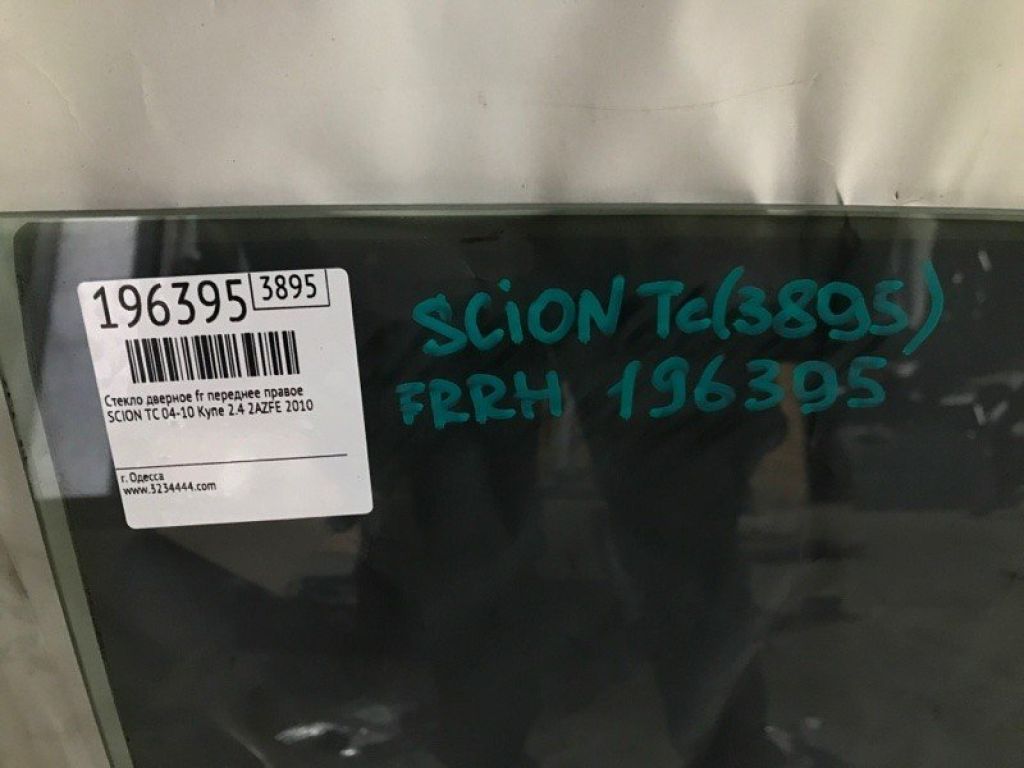 196395 3895
Стекло дверное fr переднее правое
SCION TC 04-10 Купе 2.4 2AZFE 2010
г. Одесса
www.3234444.com
SCiON Tc(3895)
FRRH 196395